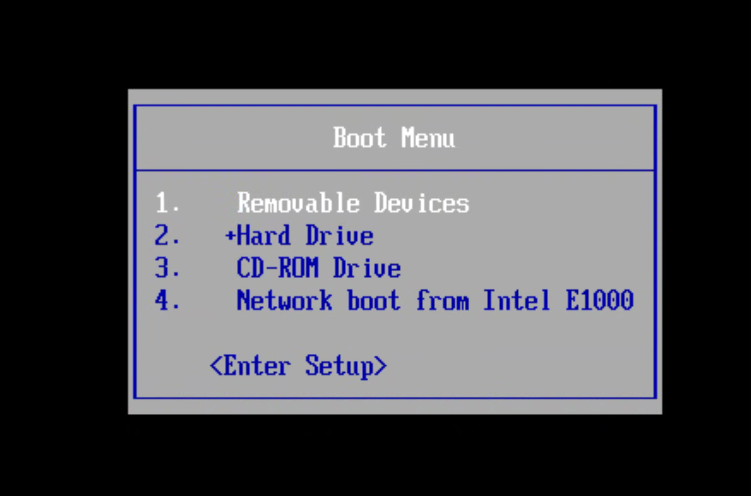 Boot Menu
1. Removable Devices
2. +Hard Drive
3. CD-ROM Drive
4. Network boot from Intel E1000
<Enter Setup>